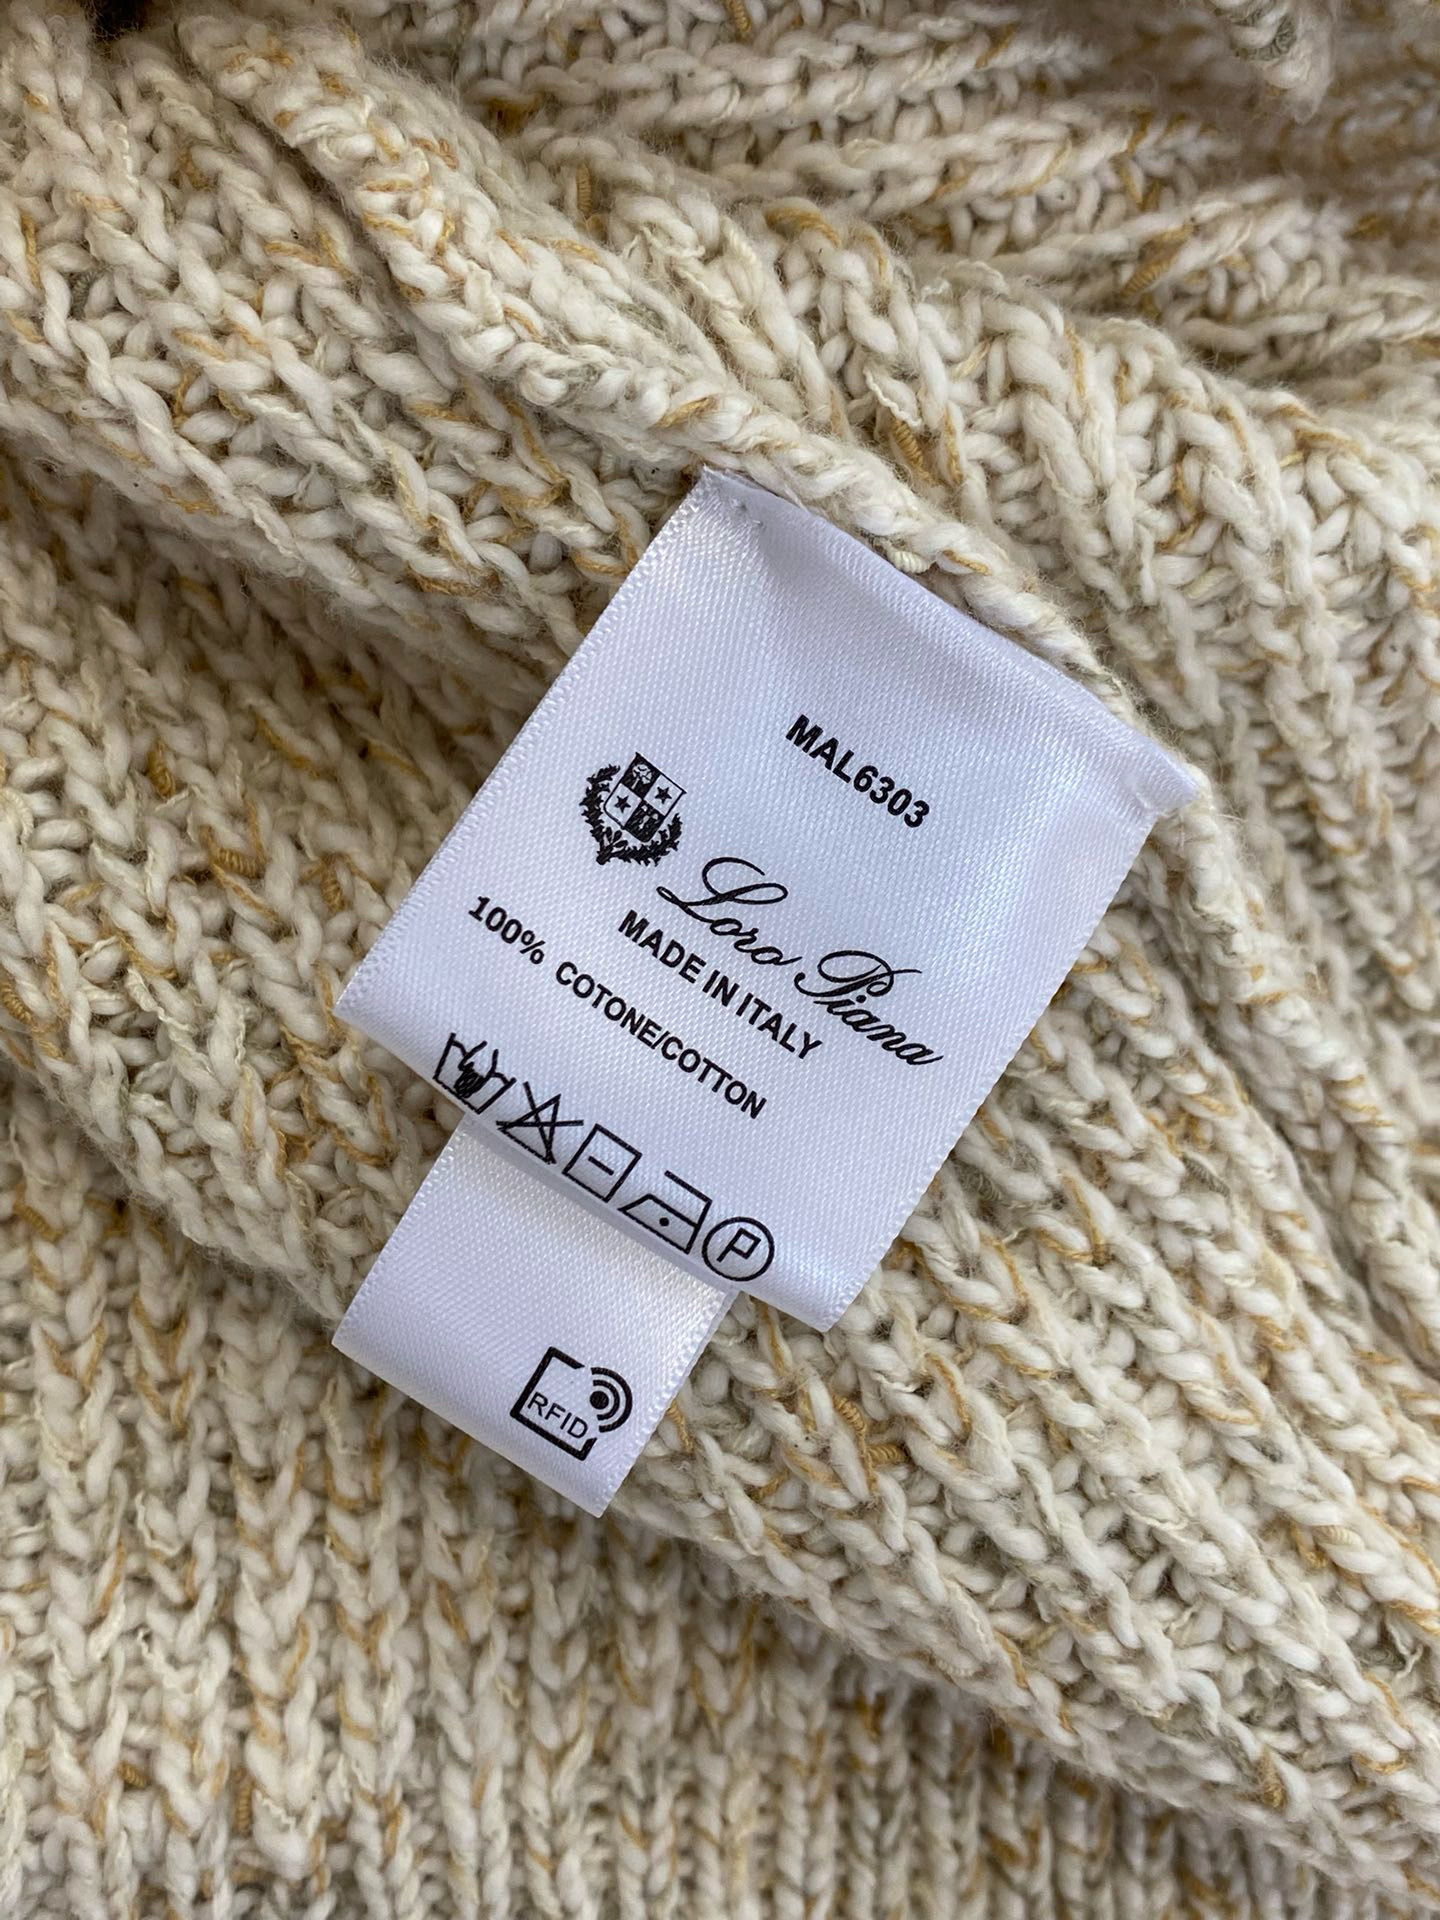 MAL6303
Loro Piana
MADE IN ITALY
100% COTONE/COTTON
P
RFID